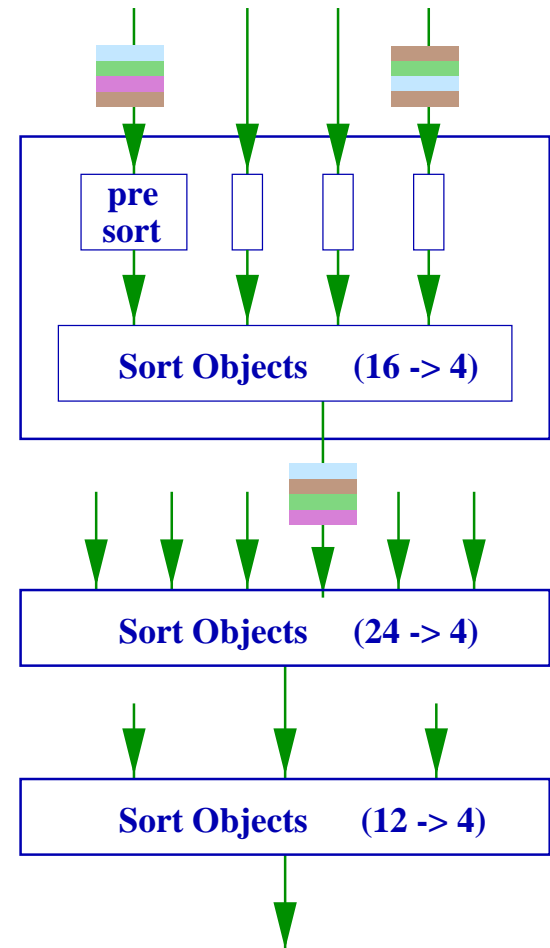 pre
sort
Sort Objects (16 -> 4)
Sort Objects (24 -> 4)
Sort Objects (12 -> 4)